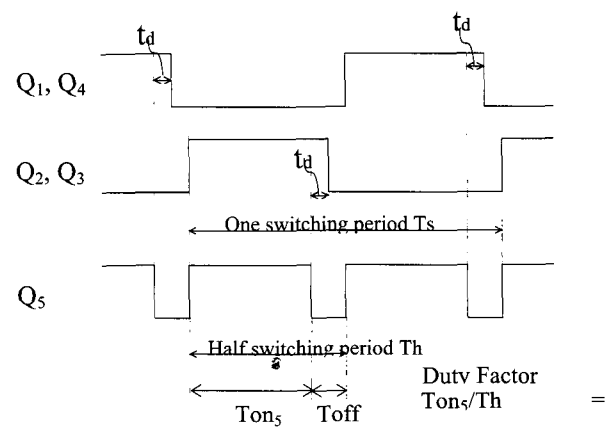 td
td
Q1, Q4
td
Q2, Q3
One switching period Ts
Q5
Half switching period Th
Duty Factor
Ton5/Th =
Ton5 Toff